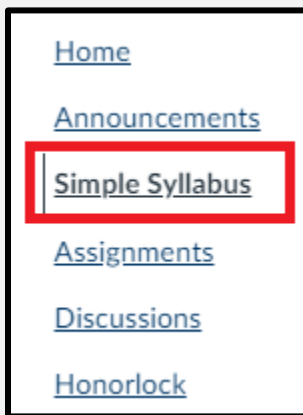 Home
Announcements
Simple Syllabus
Assignments
Discussions
Honorlock